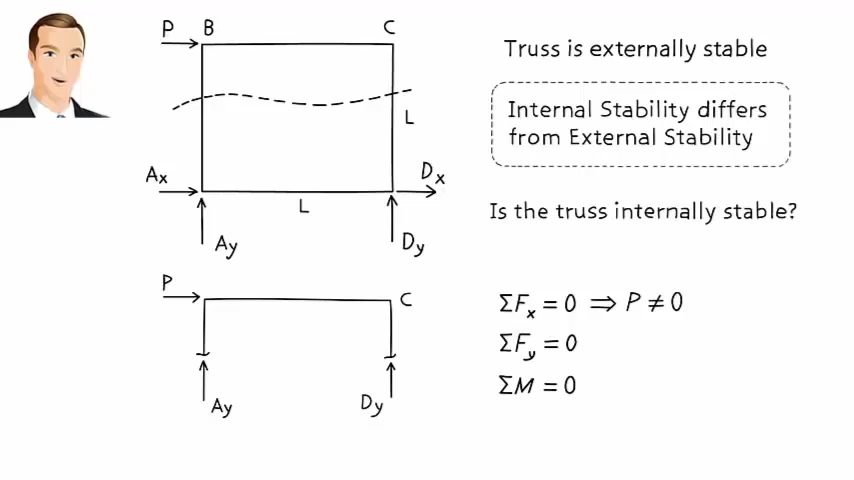 P B C
Truss is externally stable
Internal Stability differs
from External Stability
L
Ax Dx
L
Is the truss internally stable?
Ay Dy
P C
ΣFx = 0 ⇒ P ≠ 0
ΣFy = 0
ΣM = 0
Ay Dy